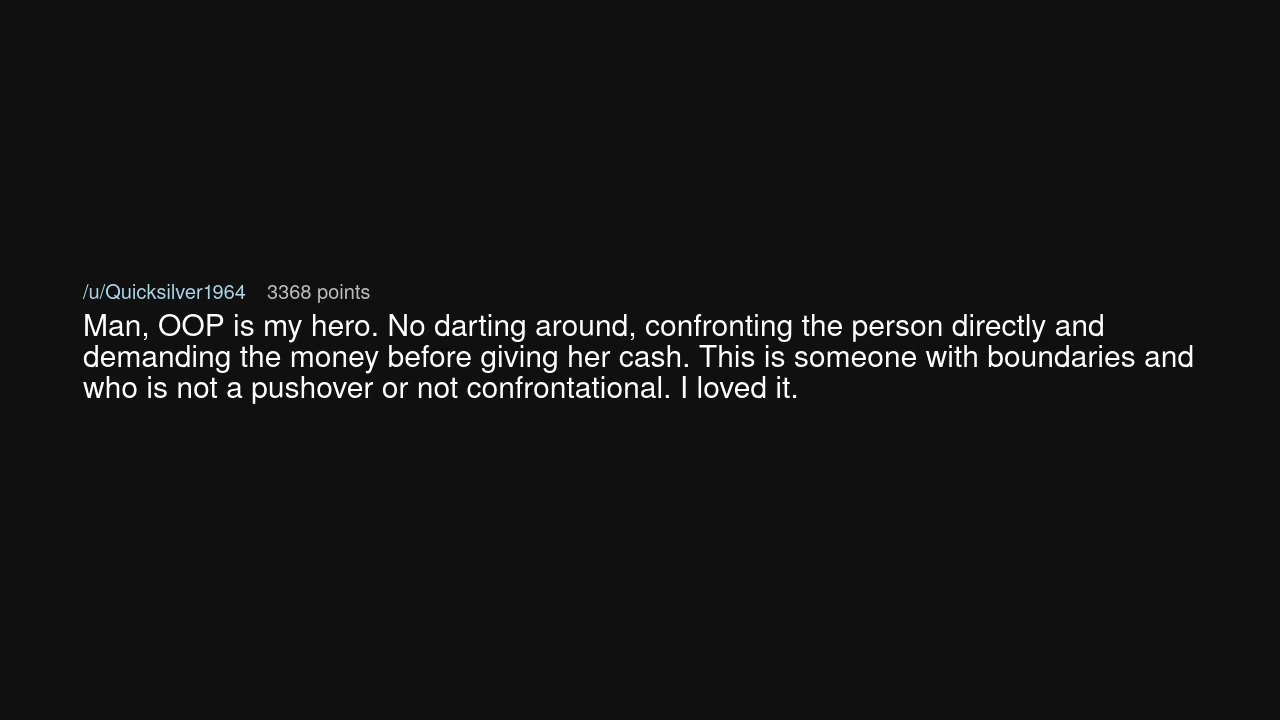 /u/Quicksilver1964 3368 points
Man, OOP is my hero. No darting around, confronting the person directly and
demanding the money before giving her cash. This is someone with boundaries and
who is not a pushover or not confrontational. I loved it.